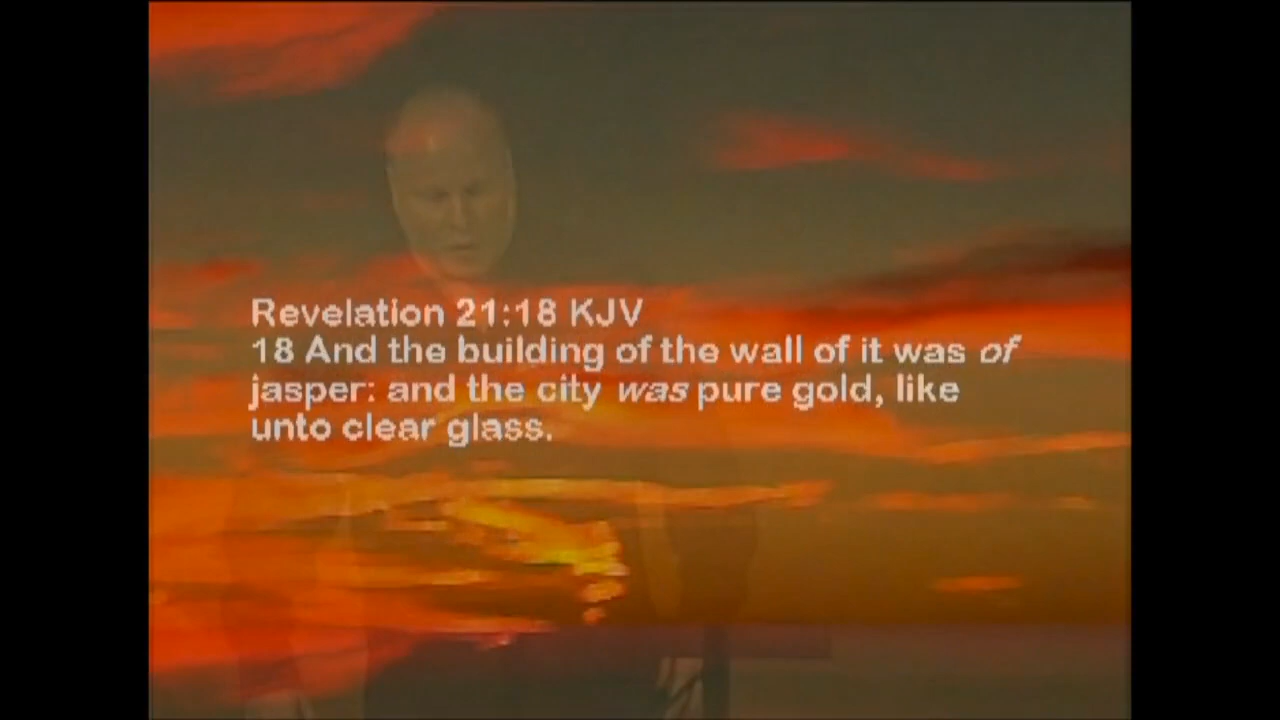 Revelation 21:18 KJV
18 And the building of the wall of it was of
jasper: and the city was pure gold, like
unto clear glass.